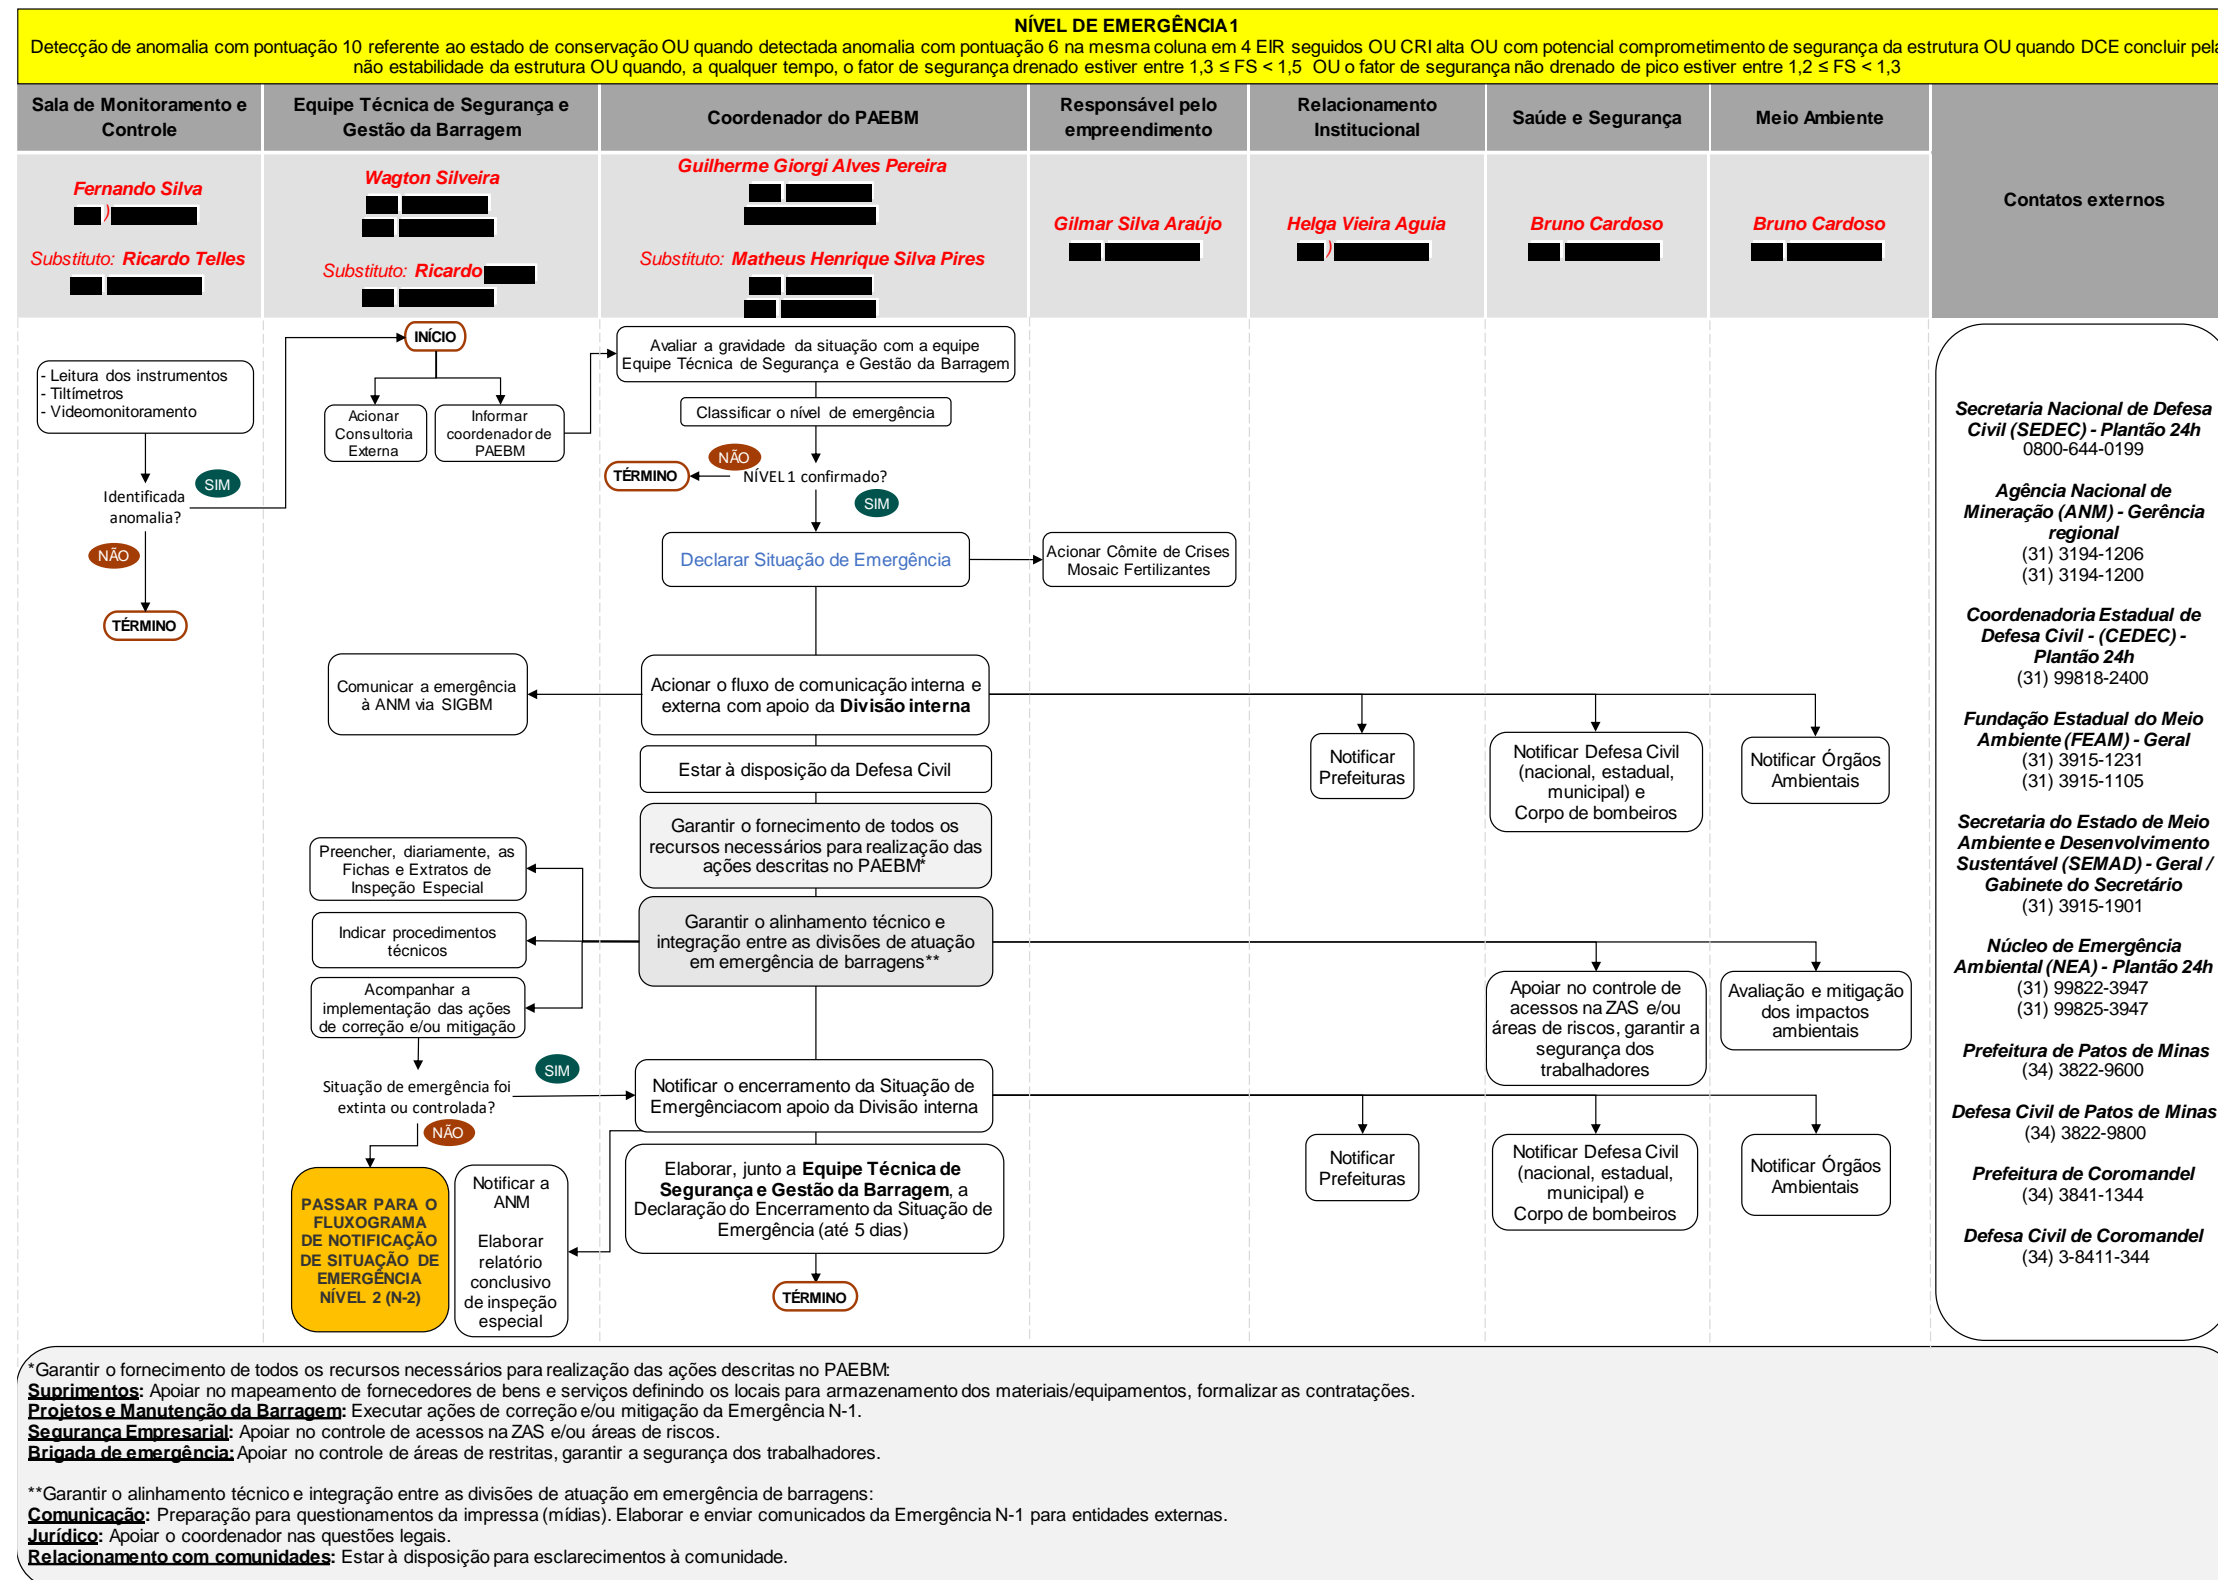 NÍVEL DE EMERGÊNCIA 1
Detecção de anomalia com pontuação 10 referente ao estado de conservação OU quando detectada anomalia com pontuação 6 na mesma coluna em 4 EIR seguidos OU CRI alta OU com potencial comprometimento de segurança da estrutura OU quando DCE concluir pela
não estabilidade da estrutura OU quando, a qualquer tempo, o fator de segurança drenado estiver entre 1,3 ≤ FS < 1,5 OU o fator de segurança não drenado de pico estiver entre 1,2 ≤ FS < 1,3
Sala de Monitoramento e
Controle
Equipe Técnica de Segurança e
Gestão da Barragem
Coordenador do PAEBM
Responsável pelo
empreendimento
Relacionamento
Institucional
Saúde e Segurança
Meio Ambiente
Contatos externos
Fernando Silva
)
Substituto: Ricardo Telles
Wagton Silveira
Substituto: Ricardo
Guilherme Giorgi Alves Pereira
Substituto: Matheus Henrique Silva Pires
Gilmar Silva Araújo
Helga Vieira Aguia
)
Bruno Cardoso
Bruno Cardoso
- Leitura dos instrumentos
- Tiltímetros
- Videomonitoramento
Identificada
anomalia?
SIM
NÃO
TÉRMINO
INÍCIO
Acionar
Consultoria
Externa
Informar
coordenador de
PAEBM
Avaliar a gravidade da situação com a equipe
Equipe Técnica de Segurança e Gestão da Barragem
Classificar o nível de emergência
NÃO
TÉRMINO
NÍVEL 1 confirmado?
SIM
Declarar Situação de Emergência
Acionar Cômite de Crises
Mosaic Fertilizantes
Comunicar a emergência
à ANM via SIGBM
Acionar o fluxo de comunicação interna e
externa com apoio da Divisão interna
Notificar
Prefeituras
Notificar Defesa Civil
(nacional, estadual,
municipal) e
Corpo de bombeiros
Notificar Órgãos
Ambientais
Estar à disposição da Defesa Civil
Garantir o fornecimento de todos os
recursos necessários para realização das
ações descritas no PAEBM*
Preencher, diariamente, as
Fichas e Extratos de
Inspeção Especial
Indicar procedimentos
técnicos
Acompanhar a
implementação das ações
de correção e/ou mitigação
Garantir o alinhamento técnico e
integração entre as divisões de atuação
em emergência de barragens**
Apoiar no controle de
acessos na ZAS e/ou
áreas de riscos, garantir a
segurança dos
trabalhadores
Avaliação e mitigação
dos impactos
ambientais
Situação de emergência foi
extinta ou controlada?
SIM
NÃO
Notificar o encerramento da Situação de
Emergênciacom apoio da Divisão interna
Notificar
Prefeituras
Notificar Defesa Civil
(nacional, estadual,
municipal) e
Corpo de bombeiros
Notificar Órgãos
Ambientais
PASSAR PARA O
FLUXOGRAMA
DE NOTIFICAÇÃO
DE SITUAÇÃO DE
EMERGÊNCIA
NÍVEL 2 (N-2)
Notificar a
ANM
Elaborar
relatório
conclusivo
de inspeção
especial
Elaborar, junto a Equipe Técnica de
Segurança e Gestão da Barragem, a
Declaração do Encerramento da Situação de
Emergência (até 5 dias)
TÉRMINO
Secretaria Nacional de Defesa
Civil (SEDEC) - Plantão 24h
0800-644-0199
Agência Nacional de
Mineração (ANM) - Gerência
regional
(31) 3194-1206
(31) 3194-1200
Coordenadoria Estadual de
Defesa Civil - (CEDEC) -
Plantão 24h
(31) 99818-2400
Fundação Estadual do Meio
Ambiente (FEAM) - Geral
(31) 3915-1231
(31) 3915-1105
Secretaria do Estado de Meio
Ambiente e Desenvolvimento
Sustentável (SEMAD) - Geral /
Gabinete do Secretário
(31) 3915-1901
Núcleo de Emergência
Ambiental (NEA) - Plantão 24h
(31) 99822-3947
(31) 99825-3947
Prefeitura de Patos de Minas
(34) 3822-9600
Defesa Civil de Patos de Minas
(34) 3822-9800
Prefeitura de Coromandel
(34) 3841-1344
Defesa Civil de Coromandel
(34) 3-8411-344
*Garantir o fornecimento de todos os recursos necessários para realização das ações descritas no PAEBM:
Suprimentos: Apoiar no mapeamento de fornecedores de bens e serviços definindo os locais para armazenamento dos materiais/equipamentos, formalizar as contratações.
Projetos e Manutenção da Barragem: Executar ações de correção e/ou mitigação da Emergência N-1.
Segurança Empresarial: Apoiar no controle de acessos na ZAS e/ou áreas de riscos.
Brigada de emergência: Apoiar no controle de áreas de restritas, garantir a segurança dos trabalhadores.
**Garantir o alinhamento técnico e integração entre as divisões de atuação em emergência de barragens:
Comunicação: Preparação para questionamentos da impressa (mídias). Elaborar e enviar comunicados da Emergência N-1 para entidades externas.
Jurídico: Apoiar o coordenador nas questões legais.
Relacionamento com comunidades: Estar à disposição para esclarecimentos à comunidade.